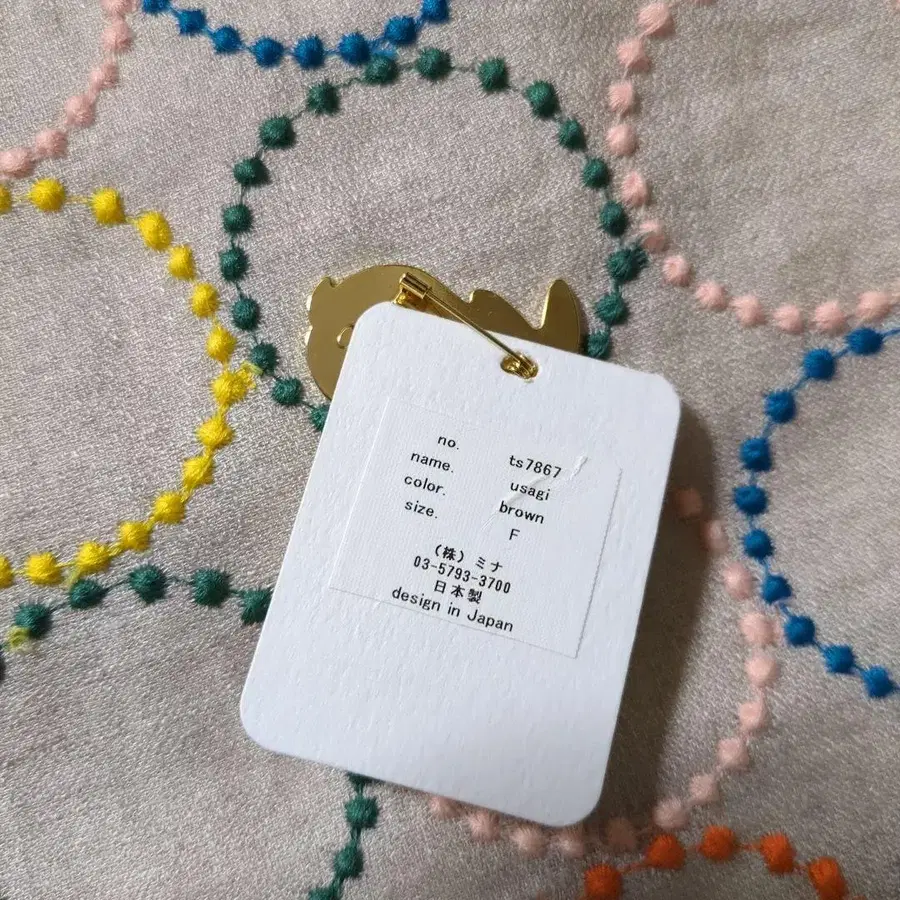 no. ts7867
name. usagi
color. brown
size. F
(株) ミナ
03-5793-3700
日本製
design in Japan